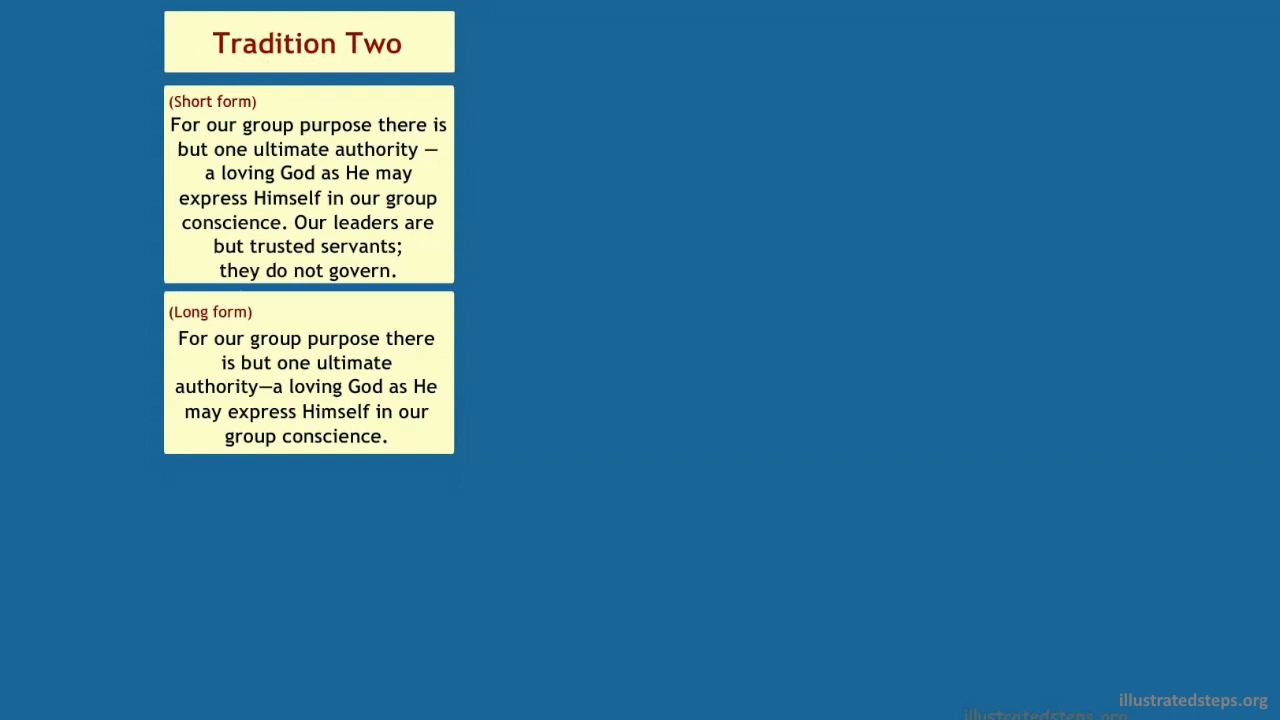 Tradition Two
(Short form)
For our group purpose there is
but one ultimate authority —
a loving God as He may
express Himself in our group
conscience. Our leaders are
but trusted servants;
they do not govern.
(Long form)
For our group purpose there
is but one ultimate
authority—a loving God as He
may express Himself in our
group conscience.
illustratedsteps.org
illustratedsteps.org